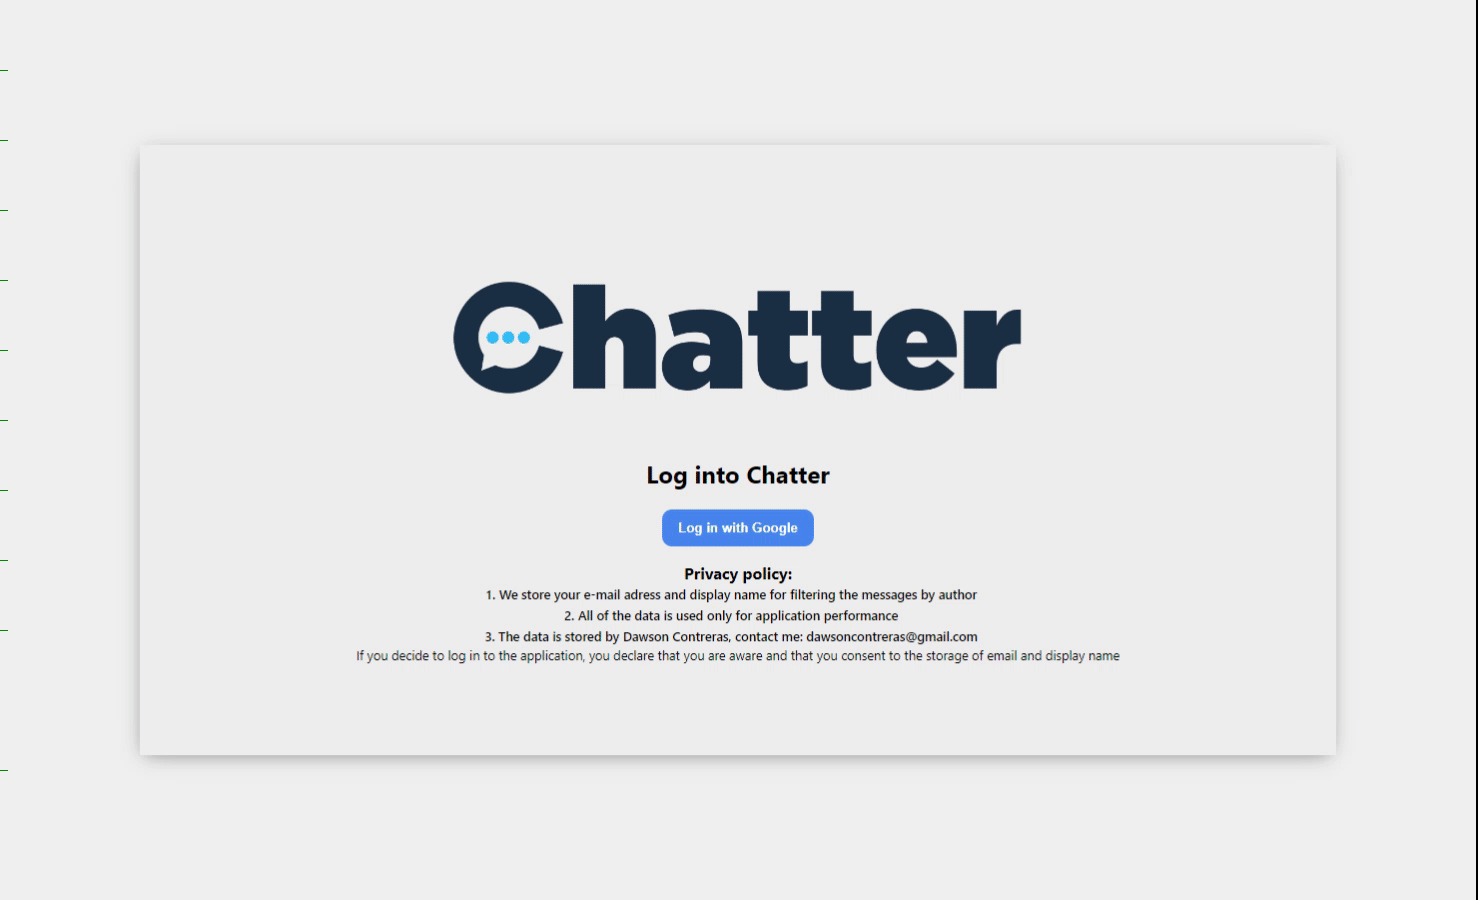 Chatter
Log into Chatter
Log in with Google
Privacy policy:
1. We store your e-mail adress and display name for filtering the messages by author
2. All of the data is used only for application performance
3. The data is stored by Dawson Contreras, contact me: dawsoncontreras@gmail.com
If you decide to log in to the application, you declare that you are aware and that you consent to the storage of email and display name